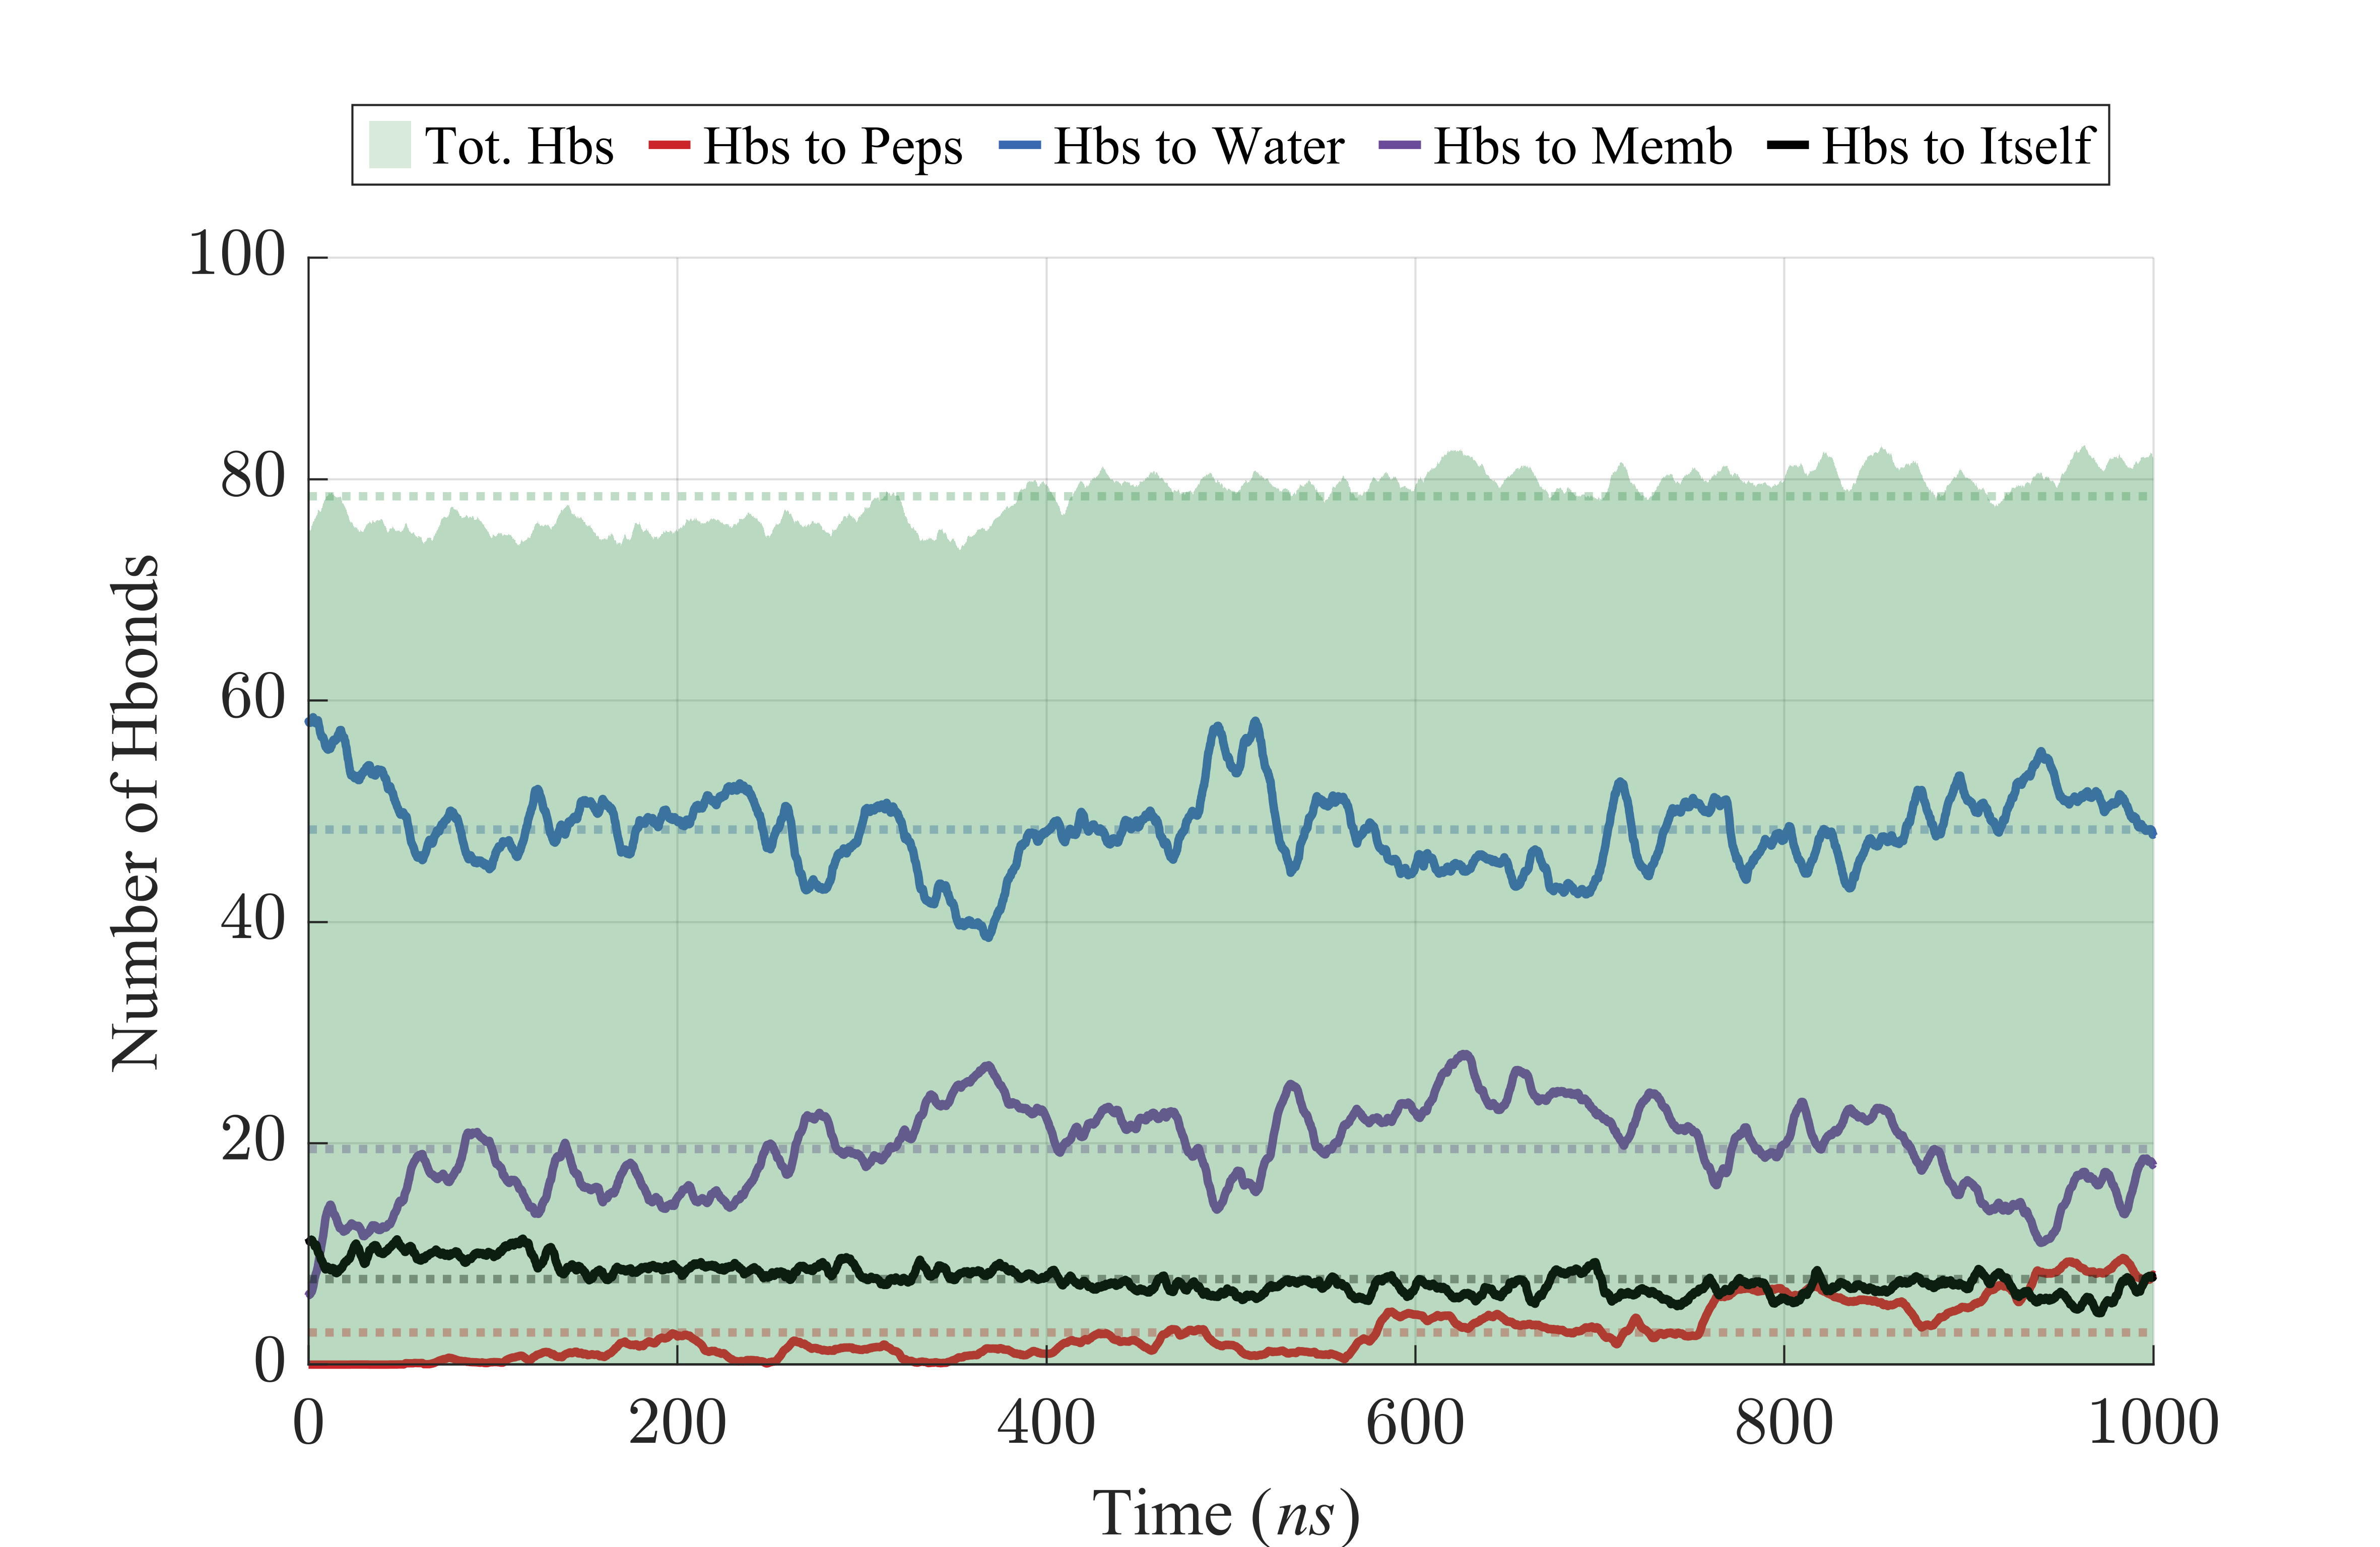 Tot. Hbs Hbs to Peps Hbs to Water Hbs to Memb Hbs to Itself
100
80
60
40
20
0
Number of Hbonds
0 200 400 600 800 1000
Time (ns)